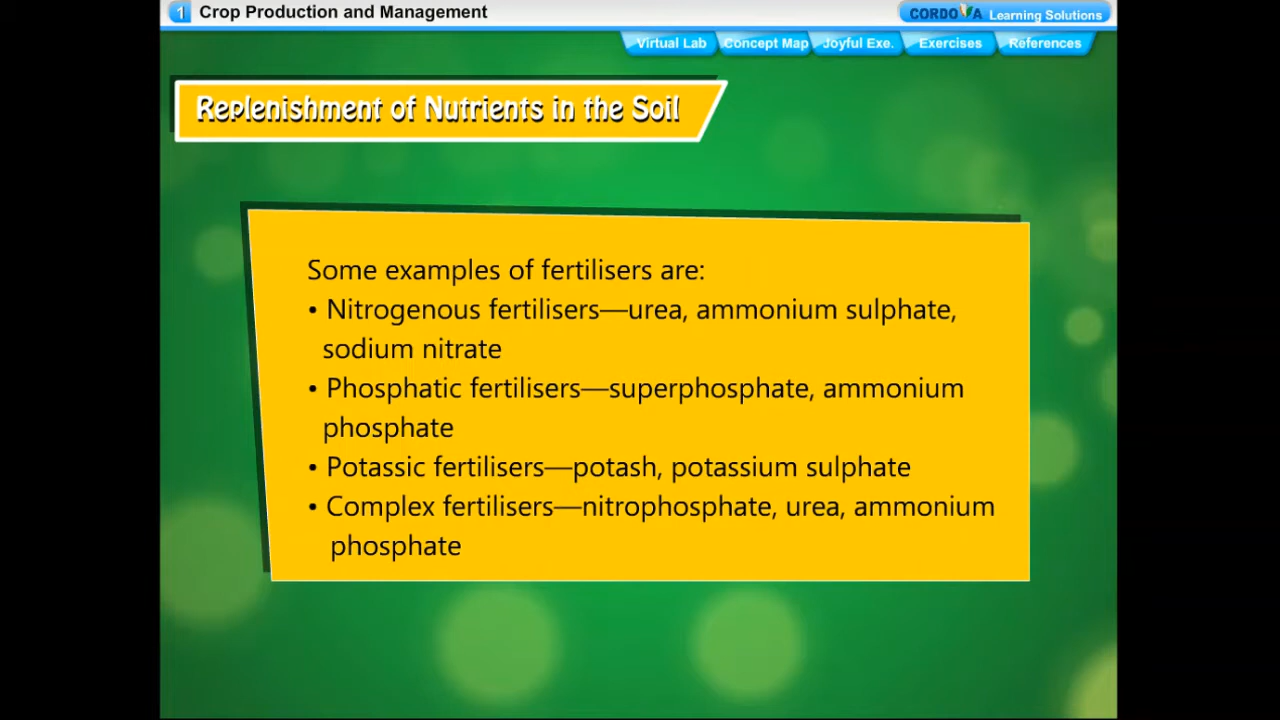 1 Crop Production and Management
CORDOVA Learning Solutions
Virtual Lab Concept Map Joyful Exe. Exercises References
Replenishment of Nutrients in the Soil
Some examples of fertilisers are:
• Nitrogenous fertilisers—urea, ammonium sulphate,
sodium nitrate
• Phosphatic fertilisers—superphosphate, ammonium
phosphate
• Potassic fertilisers—potash, potassium sulphate
• Complex fertilisers—nitrophosphate, urea, ammonium
phosphate